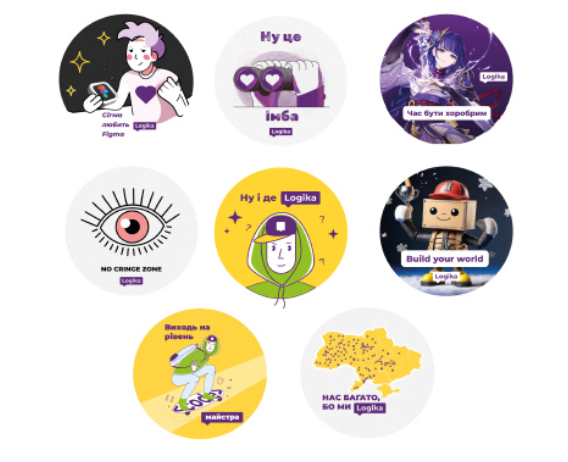 Сігма
любить Logika
Figma
Ну це
імба
Logika
Logika
Час бути хоробрим
NO CRINGE ZONE
Logika
Ну і де Logika
Build your world
Logika
Виходь на
рівень
майстра
НАС БАГАТО,
БО МИ Logika